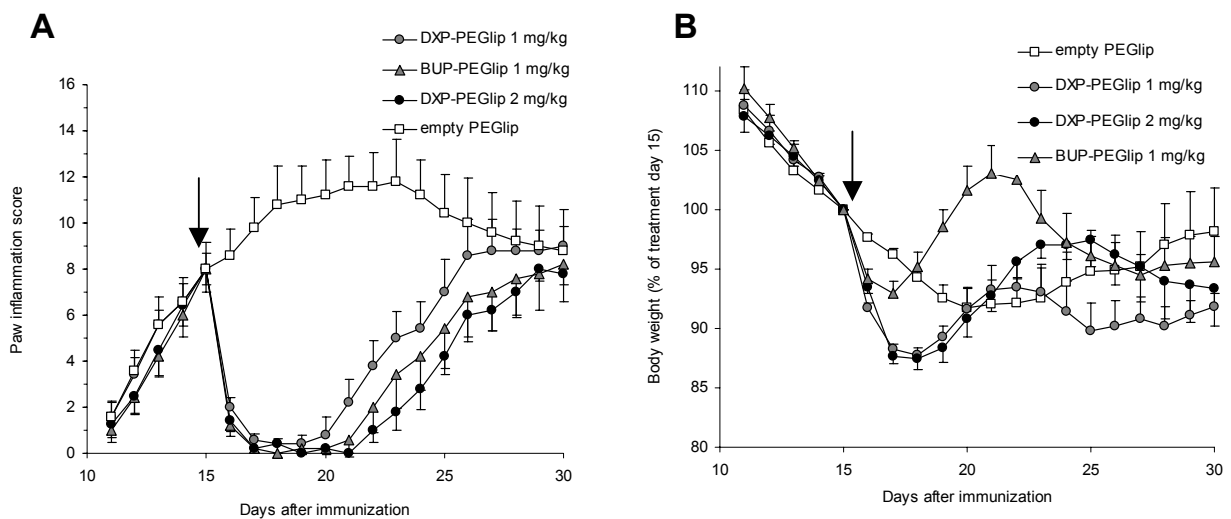 A
DXP-PEGlip 1 mg/kg
BUP-PEGlip 1 mg/kg
DXP-PEGlip 2 mg/kg
empty PEGlip
16
14
12
10
8
6
4
2
0
Paw inflammation score
10 15 20 25 30
Days after immunization
B
empty PEGlip
DXP-PEGlip 1 mg/kg
DXP-PEGlip 2 mg/kg
BUP-PEGlip 1 mg/kg
110
105
100
95
90
85
80
Body weight (% of treatment day 15)
10 15 20 25 30
Days after immunization